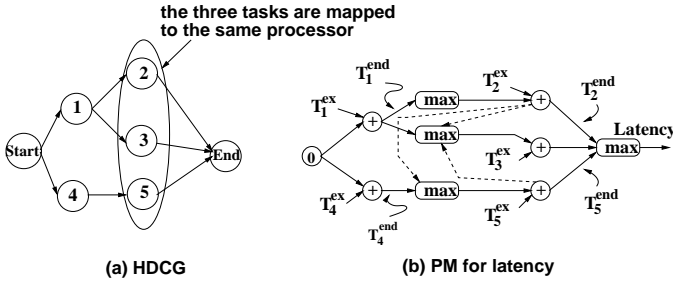 the three tasks are mapped
to the same processor
Start
1
2
3
4
5
End
(a) HDCG
0
T₁ᵉˣ
T₁ᵉⁿᵈ
max
T₂ᵉˣ
T₂ᵉⁿᵈ
+
+
max
T₃ᵉˣ
+
max
Latency
T₄ᵉˣ
+
T₄ᵉⁿᵈ
max
T₅ᵉˣ
+
T₅ᵉⁿᵈ
(b) PM for latency